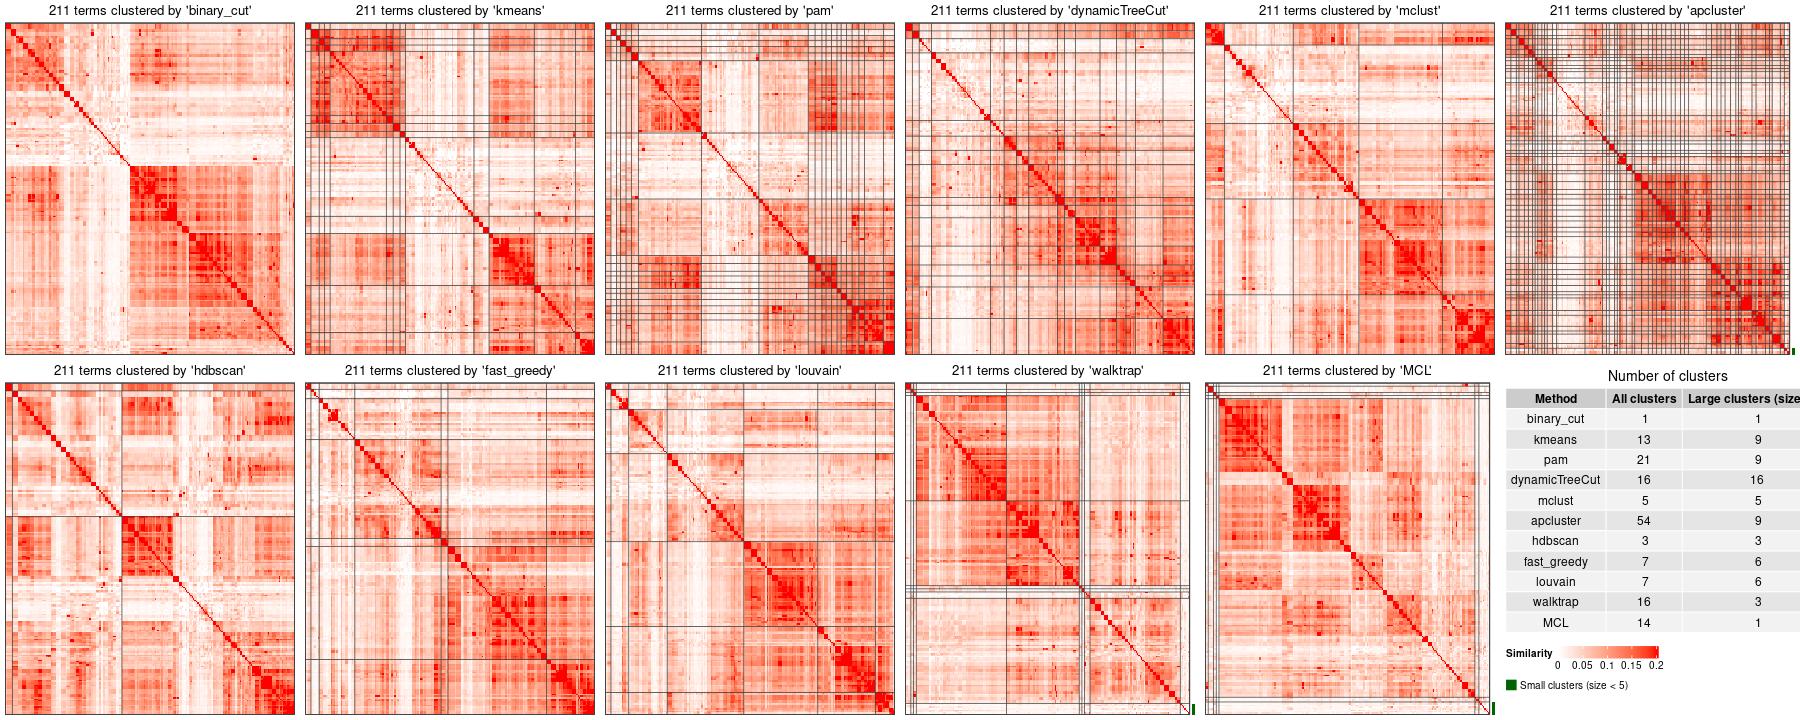 211 terms clustered by 'binary_cut'
211 terms clustered by 'kmeans'
211 terms clustered by 'pam'
211 terms clustered by 'dynamicTreeCut'
211 terms clustered by 'mclust'
211 terms clustered by 'apcluster'
211 terms clustered by 'hdbscan'
211 terms clustered by 'fast_greedy'
211 terms clustered by 'louvain'
211 terms clustered by 'walktrap'
211 terms clustered by 'MCL'
Number of clusters
Method All clusters Large clusters (size
binary_cut 1 1
kmeans 13 9
pam 21 9
dynamicTreeCut 16 16
mclust 5 5
apcluster 54 9
hdbscan 3 3
fast_greedy 7 6
louvain 7 6
walktrap 16 3
MCL 14 1
Similarity
0 0.05 0.1 0.15 0.2
Small clusters (size < 5)